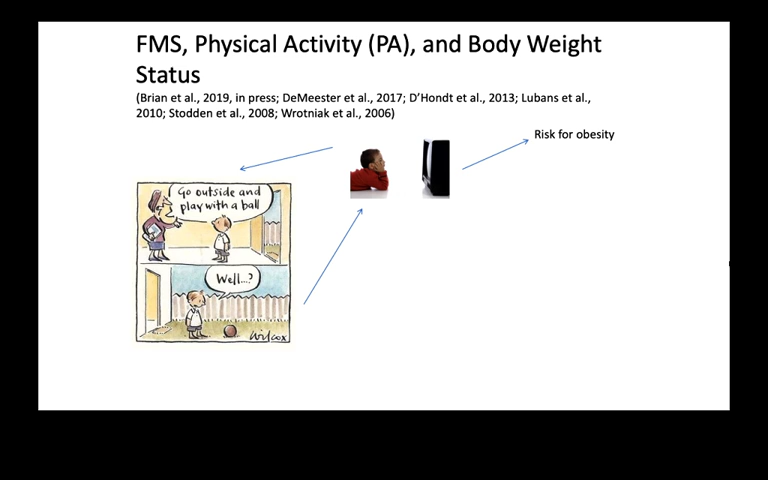 FMS, Physical Activity (PA), and Body Weight
Status
(Brian et al., 2019, in press; DeMeester et al., 2017; D'Hondt et al., 2013; Lubans et al.,
2010; Stodden et al., 2008; Wrotniak et al., 2006)
Risk for obesity
Go outside and
play with a ball
Well...?
Wilcox